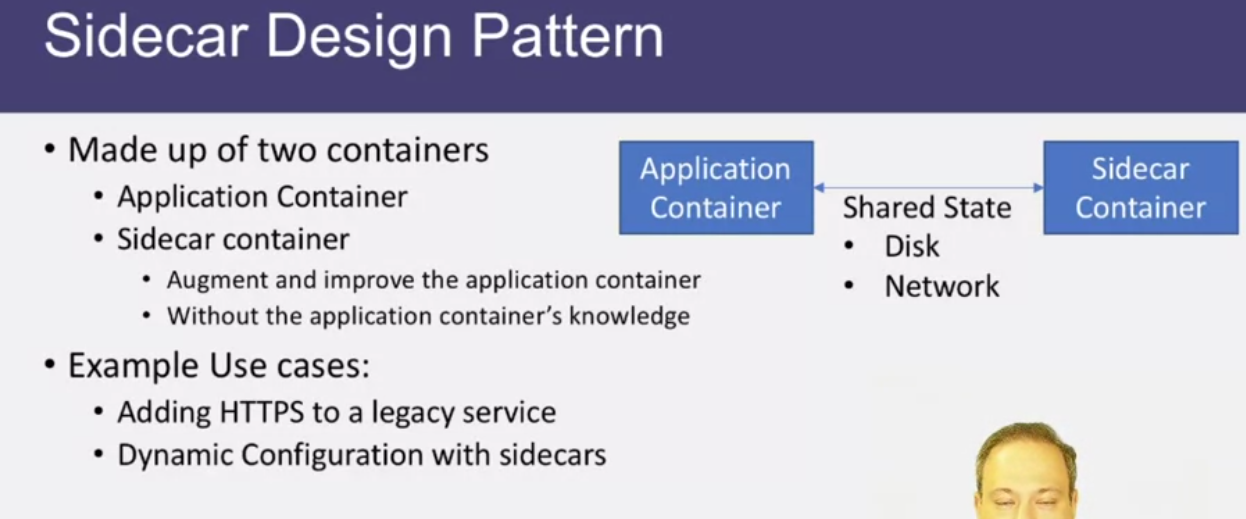 Sidecar Design Pattern
• Made up of two containers
• Application Container
• Sidecar container
• Augment and improve the application container
• Without the application container's knowledge
• Example Use cases:
• Adding HTTPS to a legacy service
• Dynamic Configuration with sidecars
Application
Container
Shared State
• Disk
• Network
Sidecar
Container